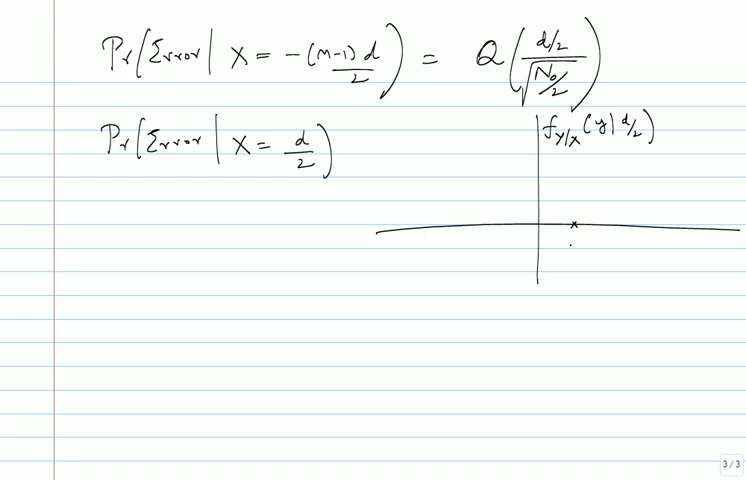 Pr(Error | X = -(M-1)d/2) = Q( (d/2) / √(N₀/2) )
Pr(Error | X = d/2)
f_{Y|X}(y|d/2)
3 / 3